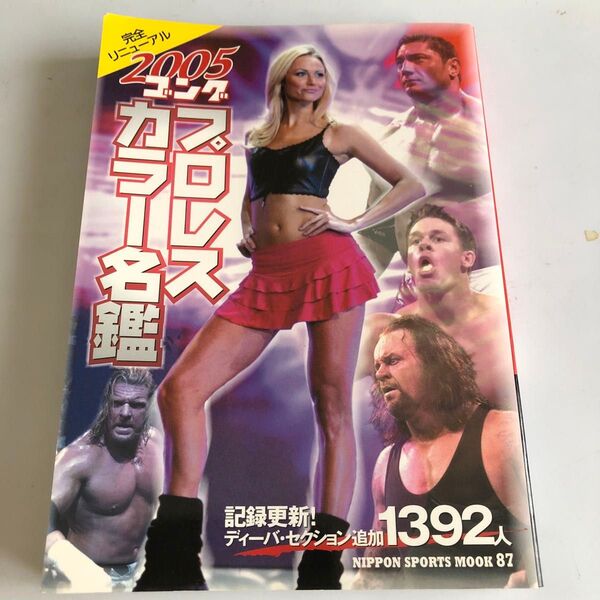 完全
リニューアル
2005
ゴング
プロレス
カラー名鑑
記録更新!
ディーバ・セクション追加1392人
NIPPON SPORTS MOOK 87